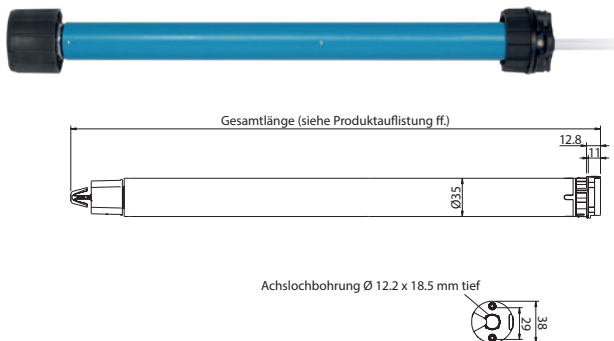 Gesamtlänge (siehe Produktauflistung ff.)
12.8
11
Ø35
Achslochbohrung Ø 12.2 x 18.5 mm tief
29
38